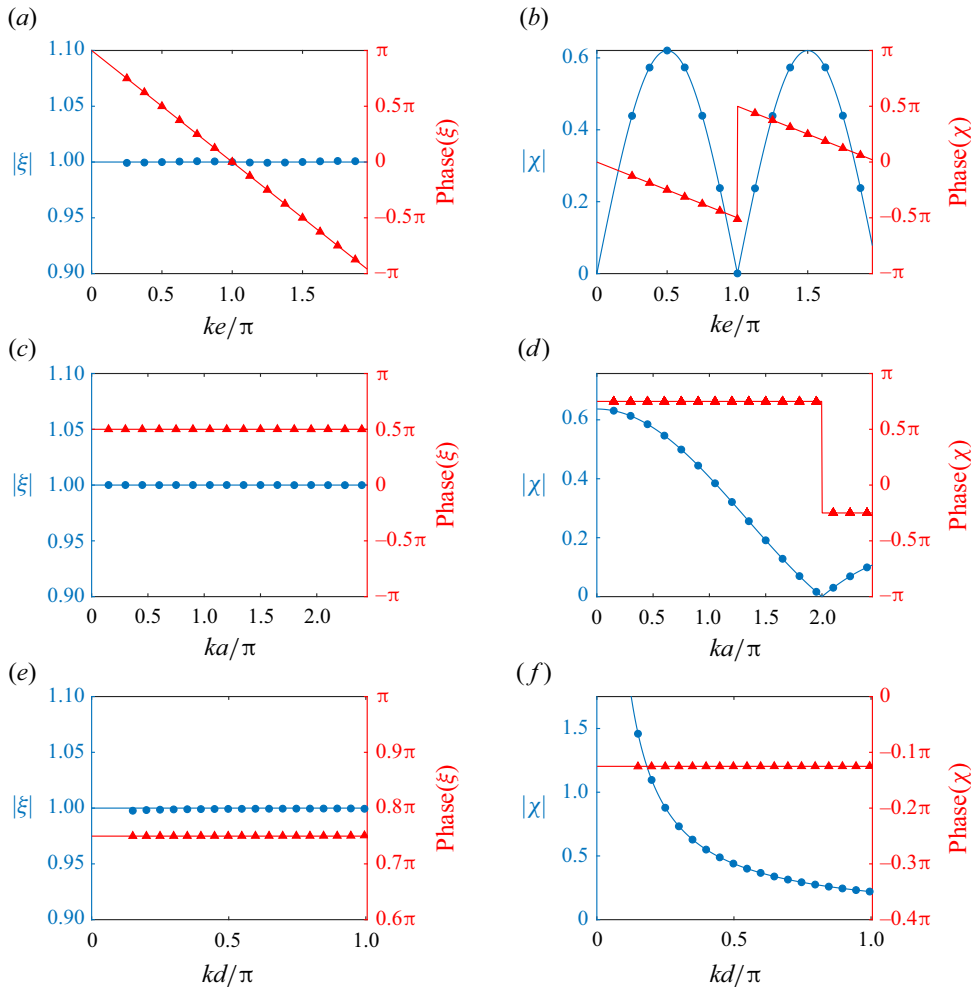 (a)
1.10
1.05
1.00
0.95
0.90
|ξ|
π
0.5π
0
−0.5π
−π
Phase(ξ)
0
0.5
1.0
1.5
ke/π
(b)
0.6
0.4
0.2
0
|χ|
π
0.5π
0
−0.5π
−π
Phase(χ)
0
0.5
1.0
1.5
ke/π
(c)
1.10
1.05
1.00
0.95
0.90
|ξ|
π
0.5π
0
−0.5π
−π
Phase(ξ)
0
0.5
1.0
1.5
2.0
ka/π
(d)
0.6
0.4
0.2
0
|χ|
π
0.5π
0
−0.5π
−π
Phase(χ)
0
0.5
1.0
1.5
2.0
ka/π
(e)
1.10
1.05
1.00
0.95
0.90
|ξ|
π
0.9π
0.8π
0.7π
0.6π
Phase(ξ)
0
0.5
1.0
kd/π
(f)
1.5
1.0
0.5
0
|χ|
0
−0.1π
−0.2π
−0.3π
−0.4π
Phase(χ)
0
0.5
1.0
kd/π